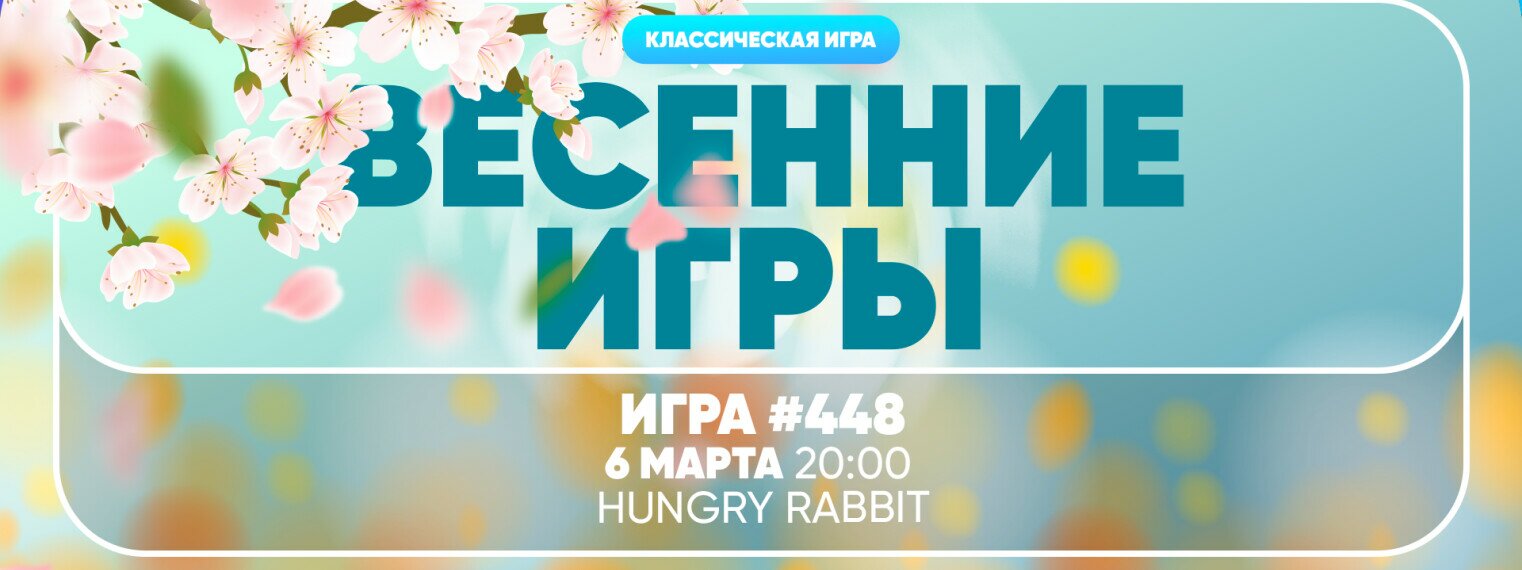 КЛАССИЧЕСКАЯ ИГРА
ВЕСЕННИЕ
ИГРЫ
ИГРА #448
6 МАРТА 20:00
HUNGRY RABBIT